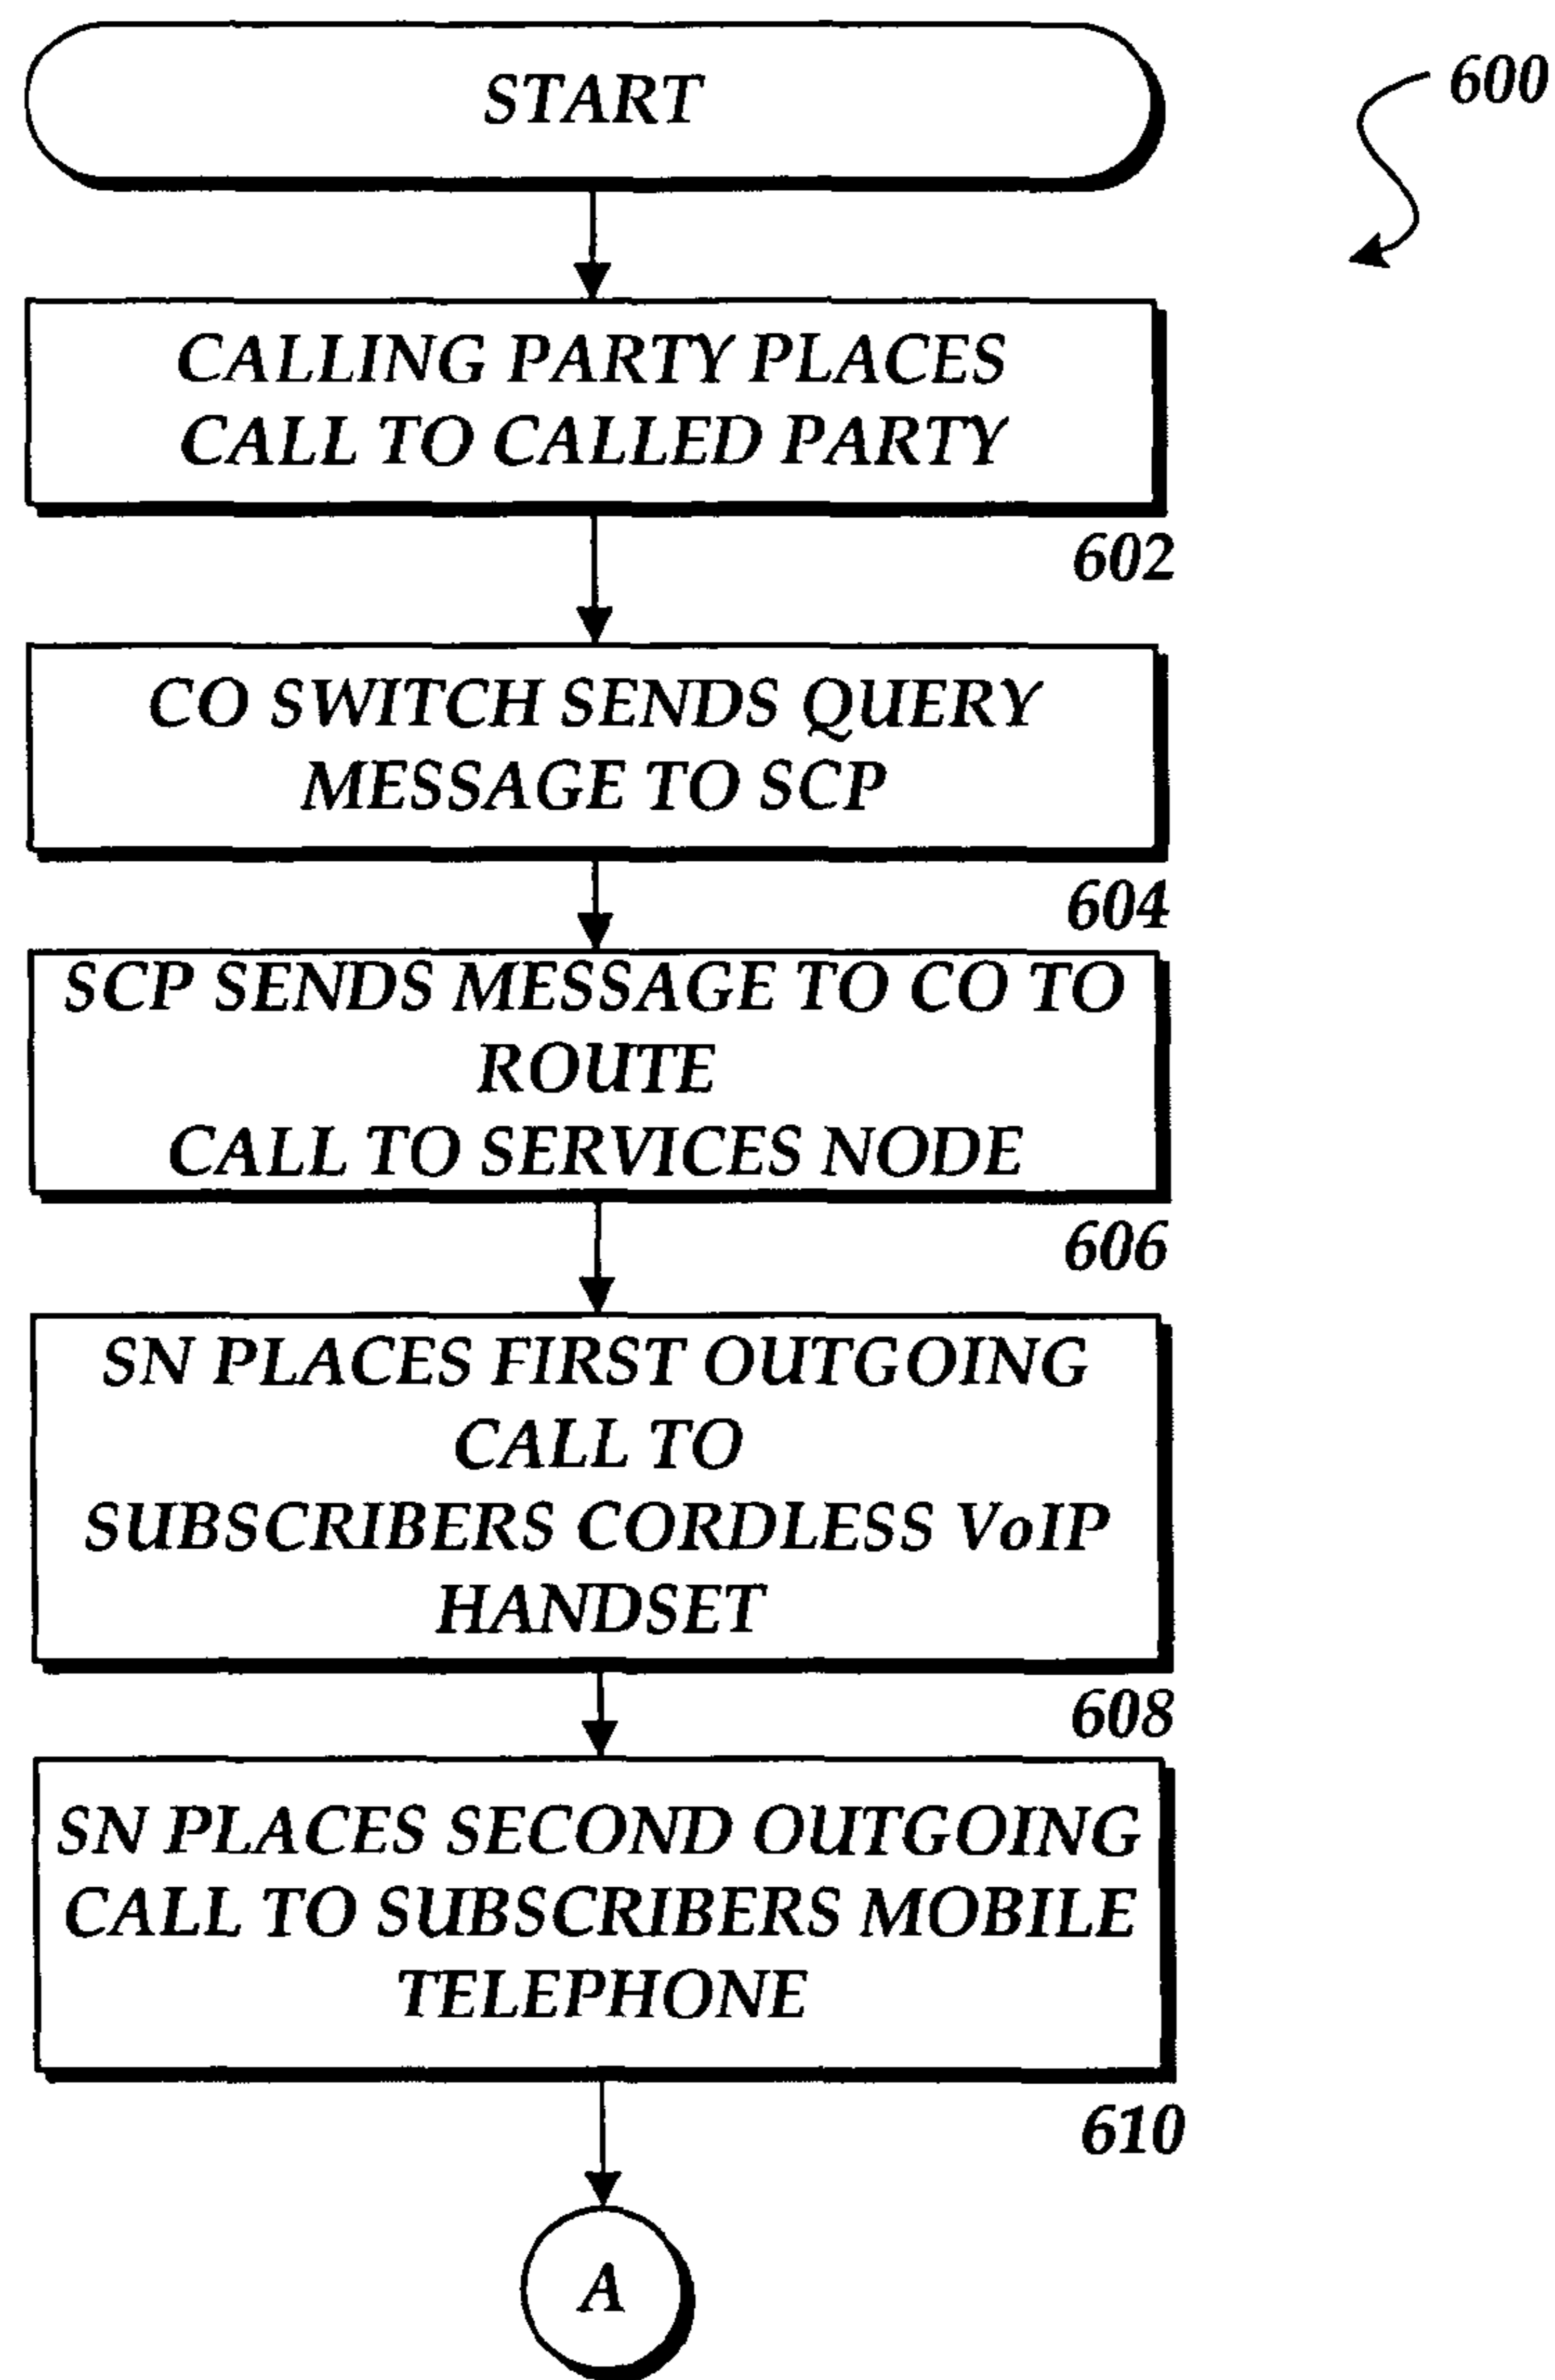 START
600
CALLING PARTY PLACES
CALL TO CALLED PARTY
602
CO SWITCH SENDS QUERY
MESSAGE TO SCP
604
SCP SENDS MESSAGE TO CO TO
ROUTE
CALL TO SERVICES NODE
606
SN PLACES FIRST OUTGOING
CALL TO
SUBSCRIBERS CORDLESS VoIP
HANDSET
608
SN PLACES SECOND OUTGOING
CALL TO SUBSCRIBERS MOBILE
TELEPHONE
610
A